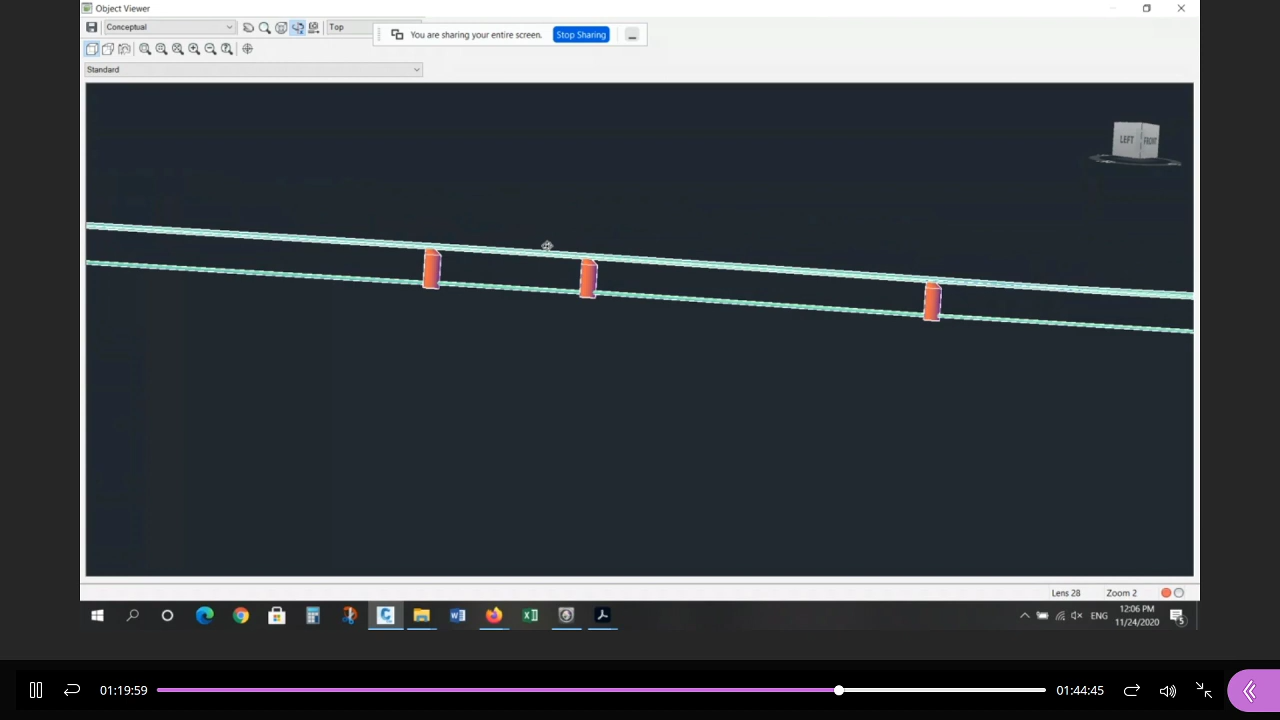 Object Viewer
Conceptual
Top
You are sharing your entire screen.
Stop Sharing
Standard
LEFT
FRONT
Lens 28
Zoom 2
ENG
12:06 PM
11/24/2020
5
01:19:59
01:44:45